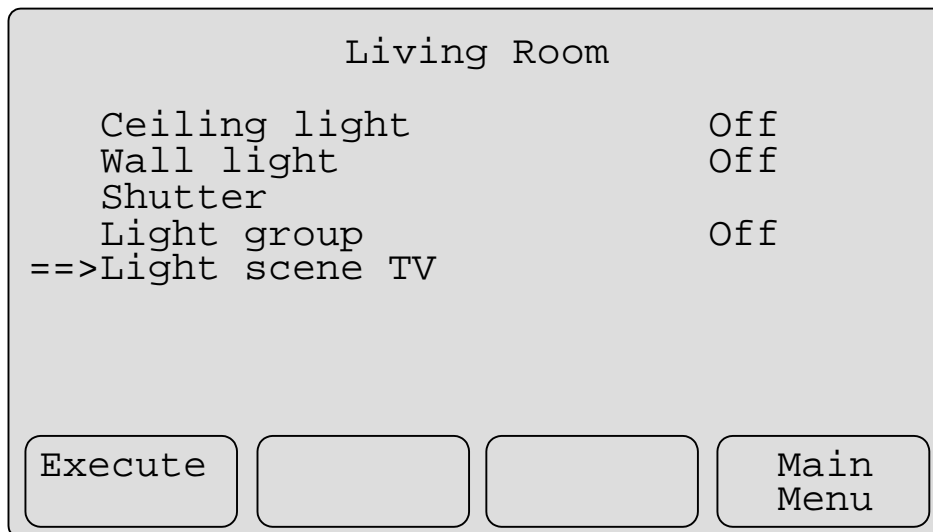 Living Room
Ceiling light Off
Wall light Off
Shutter
Light group Off
==>Light scene TV
Execute
Main
Menu